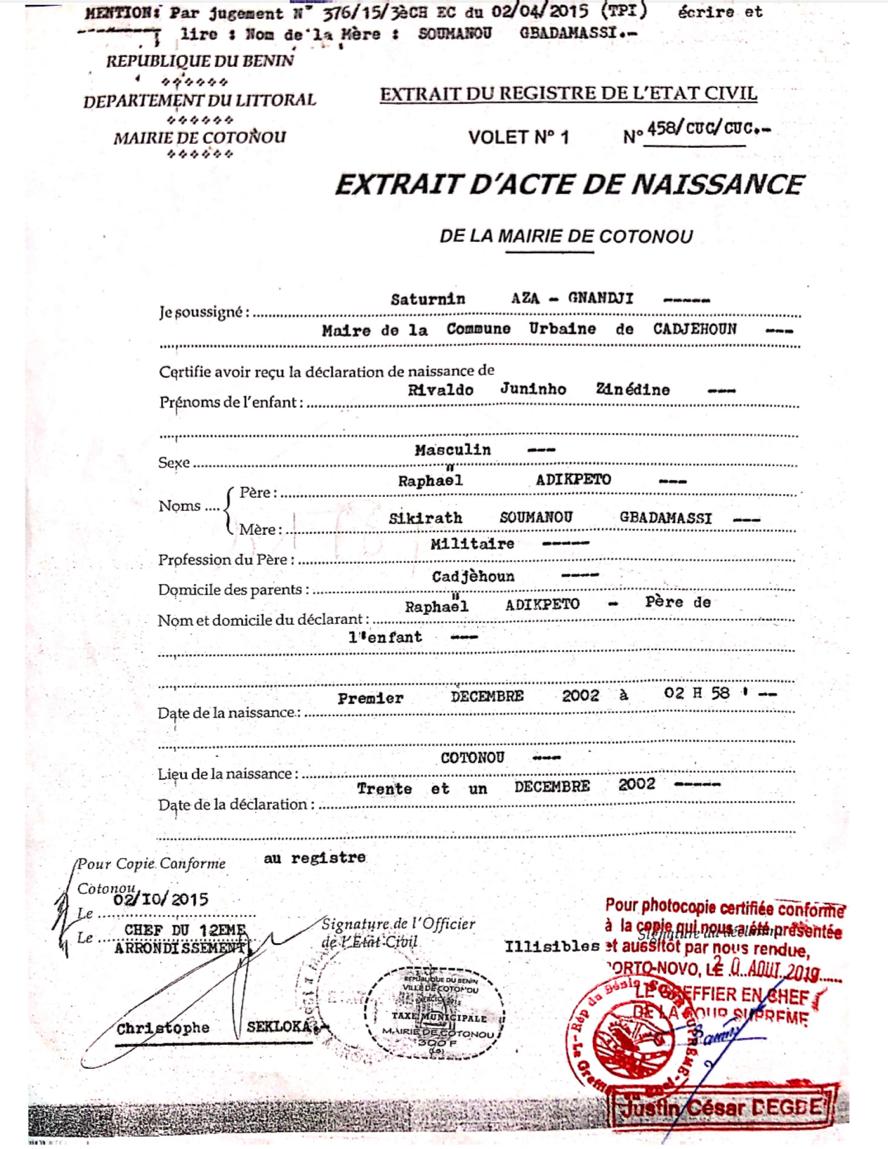 MENTION: Par jugement N° 376/15/3èCH EC du 02/04/2015 (TPI) écrire et
lire : Nom de la Mère : SOUMANOU GBADAMASSI.-
REPUBLIQUE DU BENIN
DEPARTEMENT DU LITTORAL
MAIRIE DE COTONOU
EXTRAIT DU REGISTRE DE L'ETAT CIVIL
VOLET N° 1 N° 458/CUC/CUC.-
EXTRAIT D'ACTE DE NAISSANCE
DE LA MAIRIE DE COTONOU
Je soussigné : Saturnin AZA - GNANDJI -----
Maire de la Commune Urbaine de CADJEHOUN ---
Certifie avoir reçu la déclaration de naissance de
Prénoms de l'enfant : Rivaldo Juninho Zinédine ---
Sexe Masculin ---
Noms .... Père : Raphaël ADIKPETO ---
Mère : Sikirath SOUMANOU GBADAMASSI ---
Profession du Père : Militaire -----
Domicile des parents : Cadjèhoun ----
Nom et domicile du déclarant : Raphaël ADIKPETO - Père de
l'enfant ---
Date de la naissance : Premier DECEMBRE 2002 à 02 H 58 ' --
Lieu de la naissance : COTONOU ---
Date de la déclaration : Trente et un DECEMBRE 2002 -----
Pour Copie Conforme au registre
Cotonou
Le 02/IO/2015
Le CHEF DU 12EME
ARRONDISSEMENT
Christophe SEKLOKA.-
Signature de l'Officier
de l'Etat Civil
REPUBLIQUE DU BENIN
VILLE DE COTONOU
TAXE MUNICIPALE
MAIRIE DE COTONOU
300 F
Illisibles
Pour photocopie certifiée conforme
à la copie qui nous a été présentée
et aussitôt par nous rendue,
PORTO-NOVO, LE 20 AOUT 2019
LE GREFFIER EN CHEF
DE LA COUR SUPREME
Justin César DEGBE